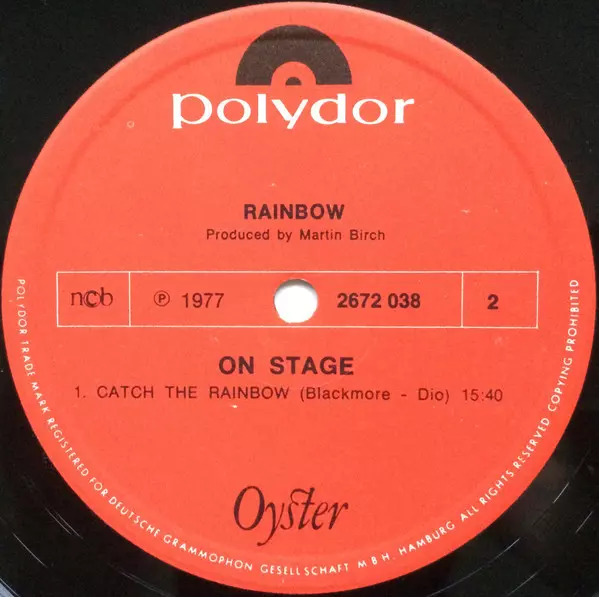 polydor
RAINBOW
Produced by Martin Birch
ncb
℗ 1977
2672 038
2
ON STAGE
1. CATCH THE RAINBOW (Blackmore - Dio) 15:40
Oyster
POLYDOR TRADE MARK REGISTERED FOR DEUTSCHE GRAMMOPHON GESELLSCHAFT M B H. HAMBURG ALL RIGHTS RESERVED COPYING PROHIBITED